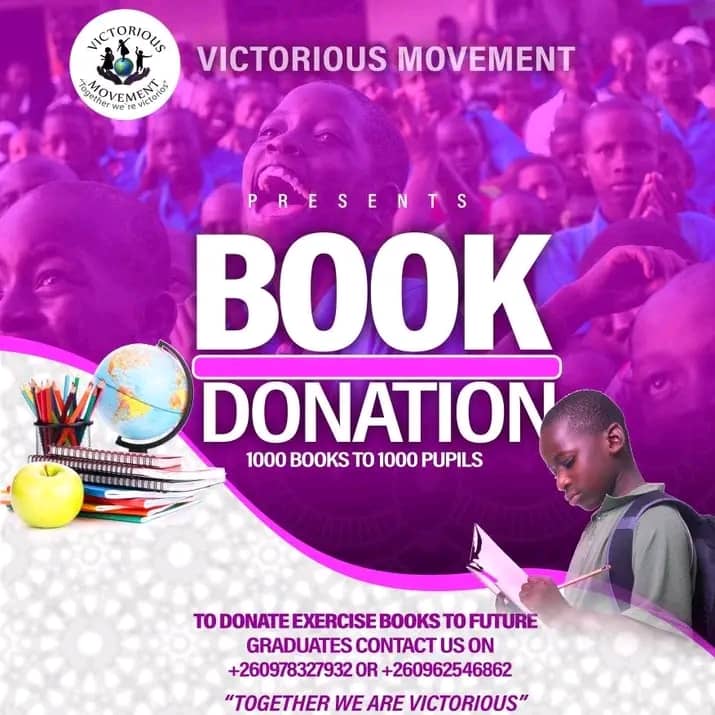 VICTORIOUS
MOVEMENT
"Together we're victorios"
VICTORIOUS MOVEMENT
PRESENTS
BOOK
DONATION
1000 BOOKS TO 1000 PUPILS
TO DONATE EXERCISE BOOKS TO FUTURE
GRADUATES CONTACT US ON
+260978327932 OR +260962546862
"TOGETHER WE ARE VICTORIOUS"